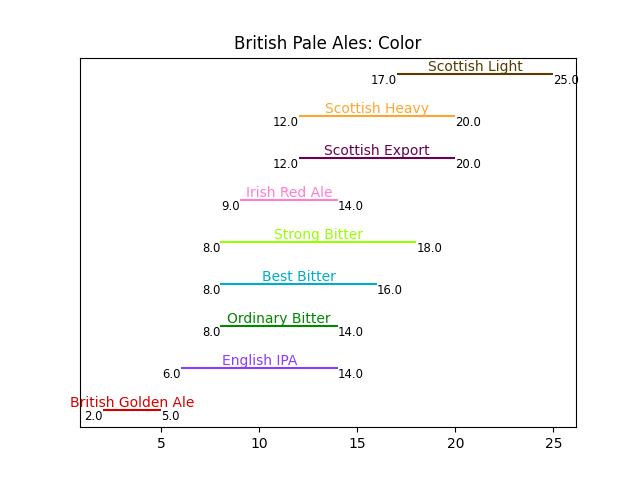 British Pale Ales: Color
Scottish Light
17.0 25.0
Scottish Heavy
12.0 20.0
Scottish Export
12.0 20.0
Irish Red Ale
9.0 14.0
Strong Bitter
8.0 18.0
Best Bitter
8.0 16.0
Ordinary Bitter
8.0 14.0
English IPA
6.0 14.0
British Golden Ale
2.0 5.0
5 10 15 20 25